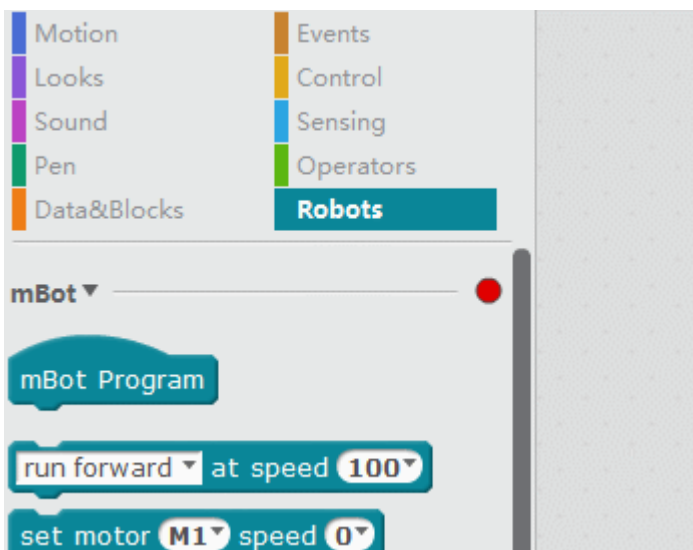 Motion Events
Looks Control
Sound Sensing
Pen Operators
Data&Blocks Robots
mBot
mBot Program
run forward at speed 100
set motor M1 speed 0